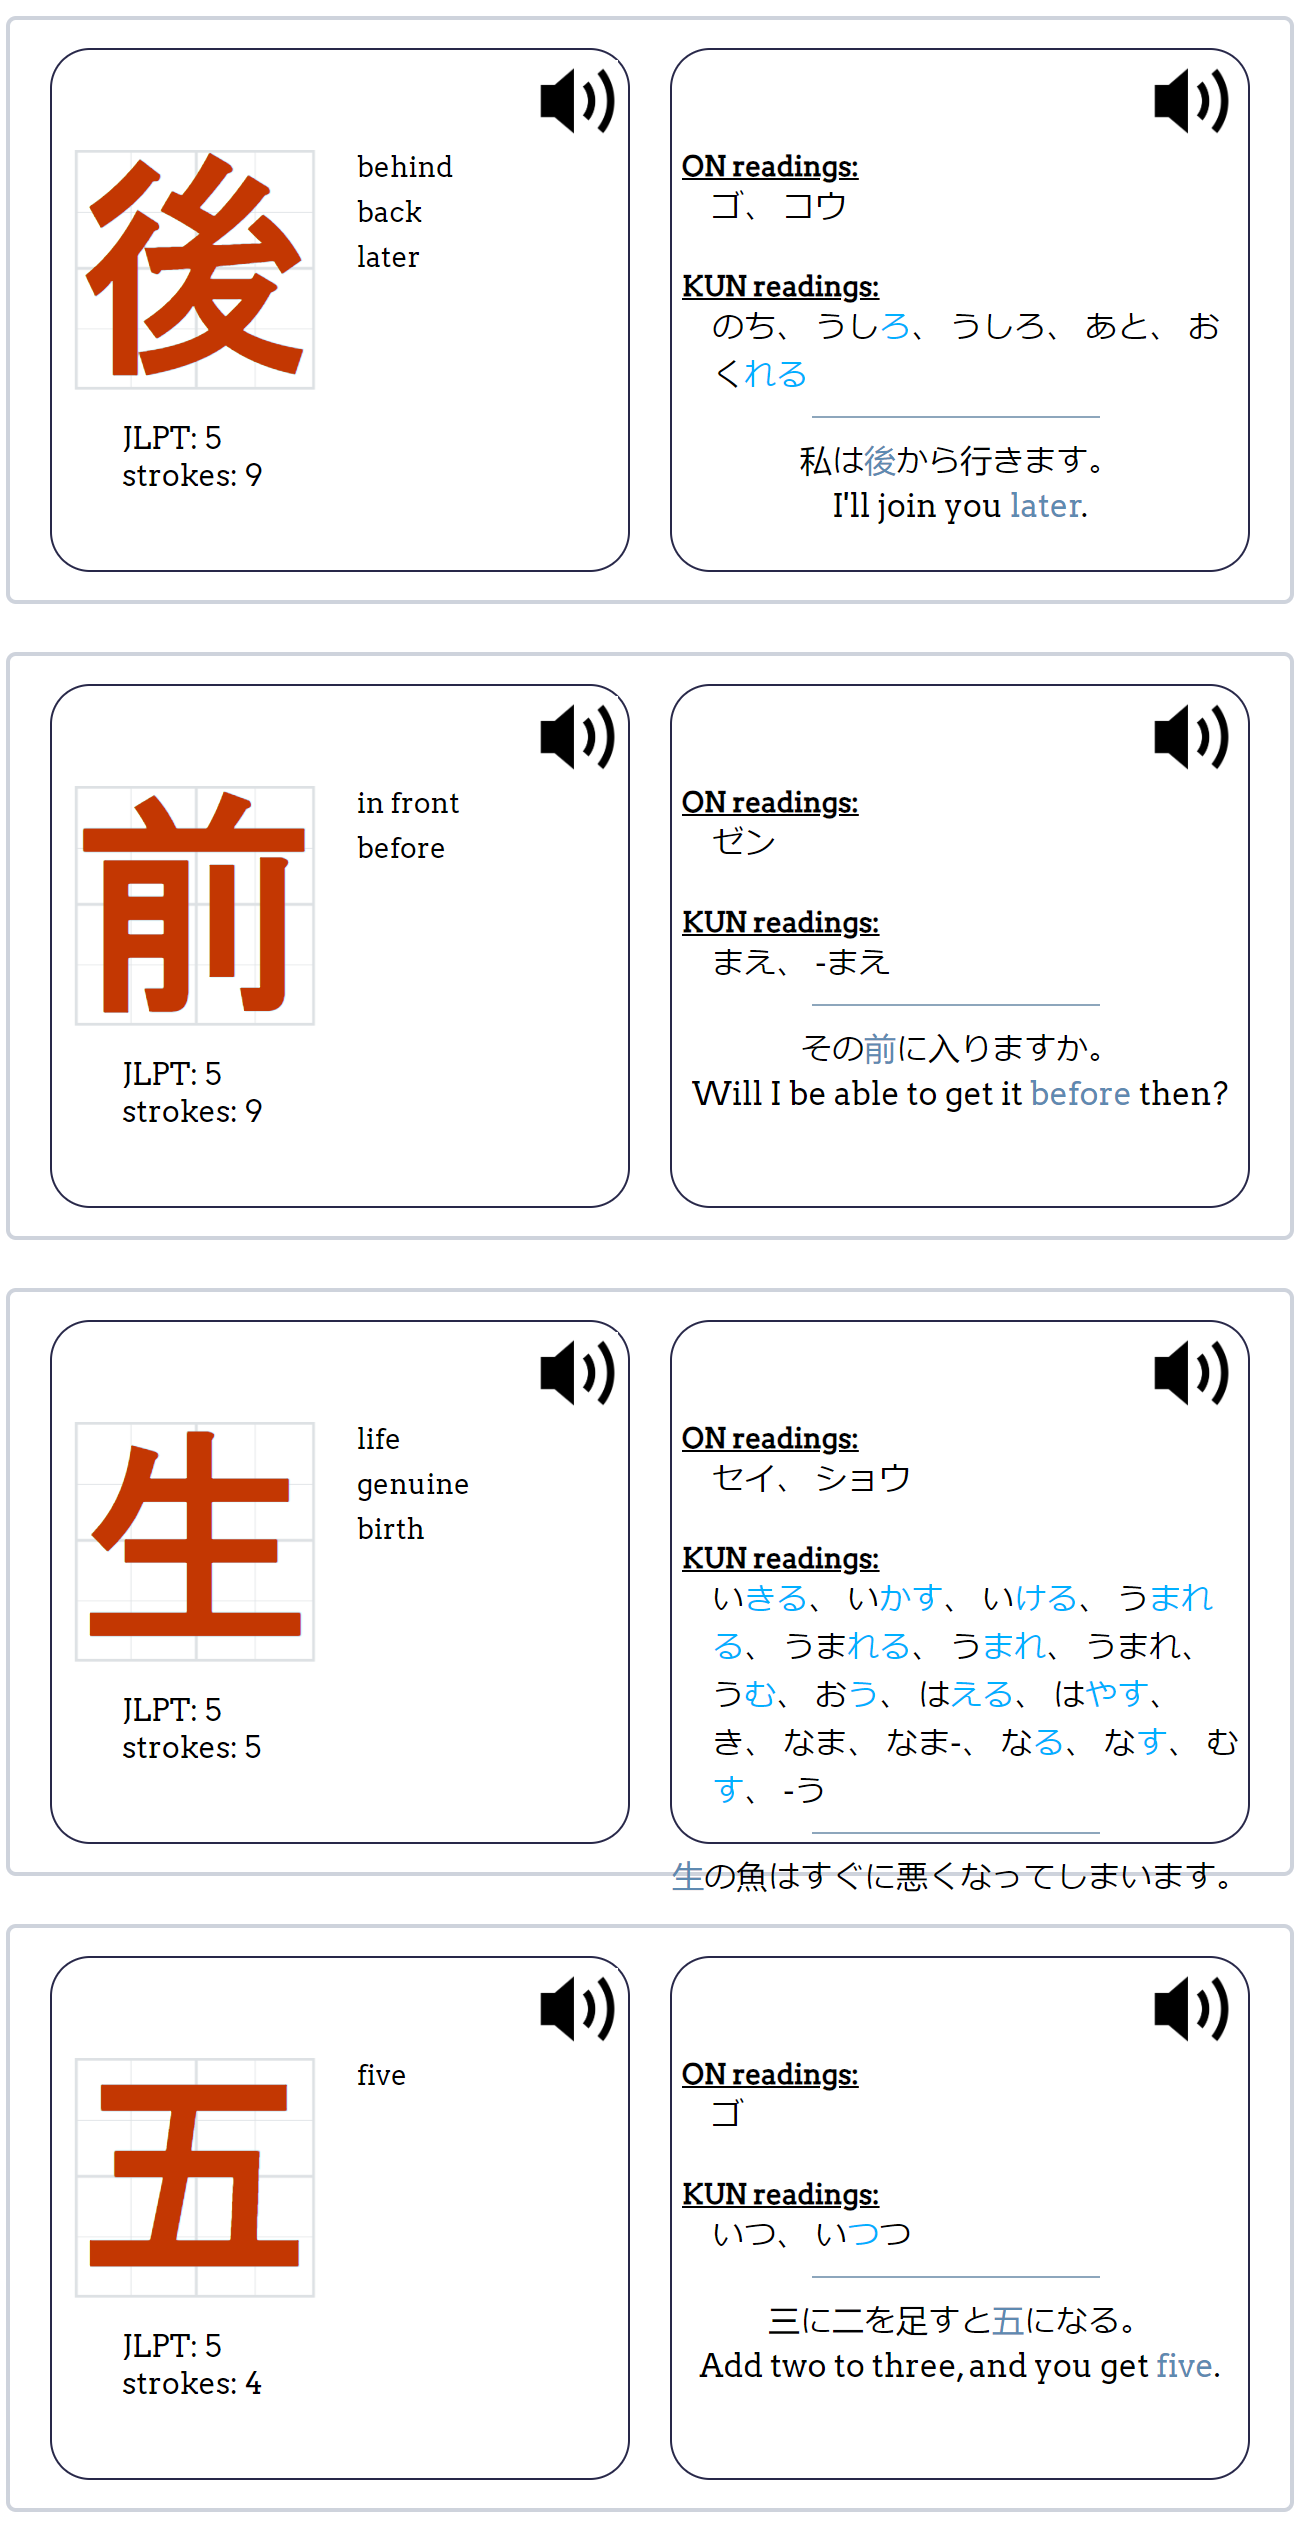 後
behind
back
later
JLPT: 5
strokes: 9
ON readings:
ゴ、 コウ
KUN readings:
のち、 うしろ、 うしろ、 あと、 お
くれる
私は後から行きます。
I'll join you later.
前
in front
before
JLPT: 5
strokes: 9
ON readings:
ゼン
KUN readings:
まえ、 -まえ
その前に入りますか。
Will I be able to get it before then?
生
life
genuine
birth
JLPT: 5
strokes: 5
ON readings:
セイ、 ショウ
KUN readings:
いきる、 いかす、 いける、 うまれ
る、 うまれる、 うまれ、 うまれ、
うむ、 おう、 はえる、 はやす、
き、 なま、 なま-、 なる、 なす、 む
す、 -う
生の魚はすぐに悪くなってしまいます。
五
five
JLPT: 5
strokes: 4
ON readings:
ゴ
KUN readings:
いつ、 いつつ
三に二を足すと五になる。
Add two to three, and you get five.